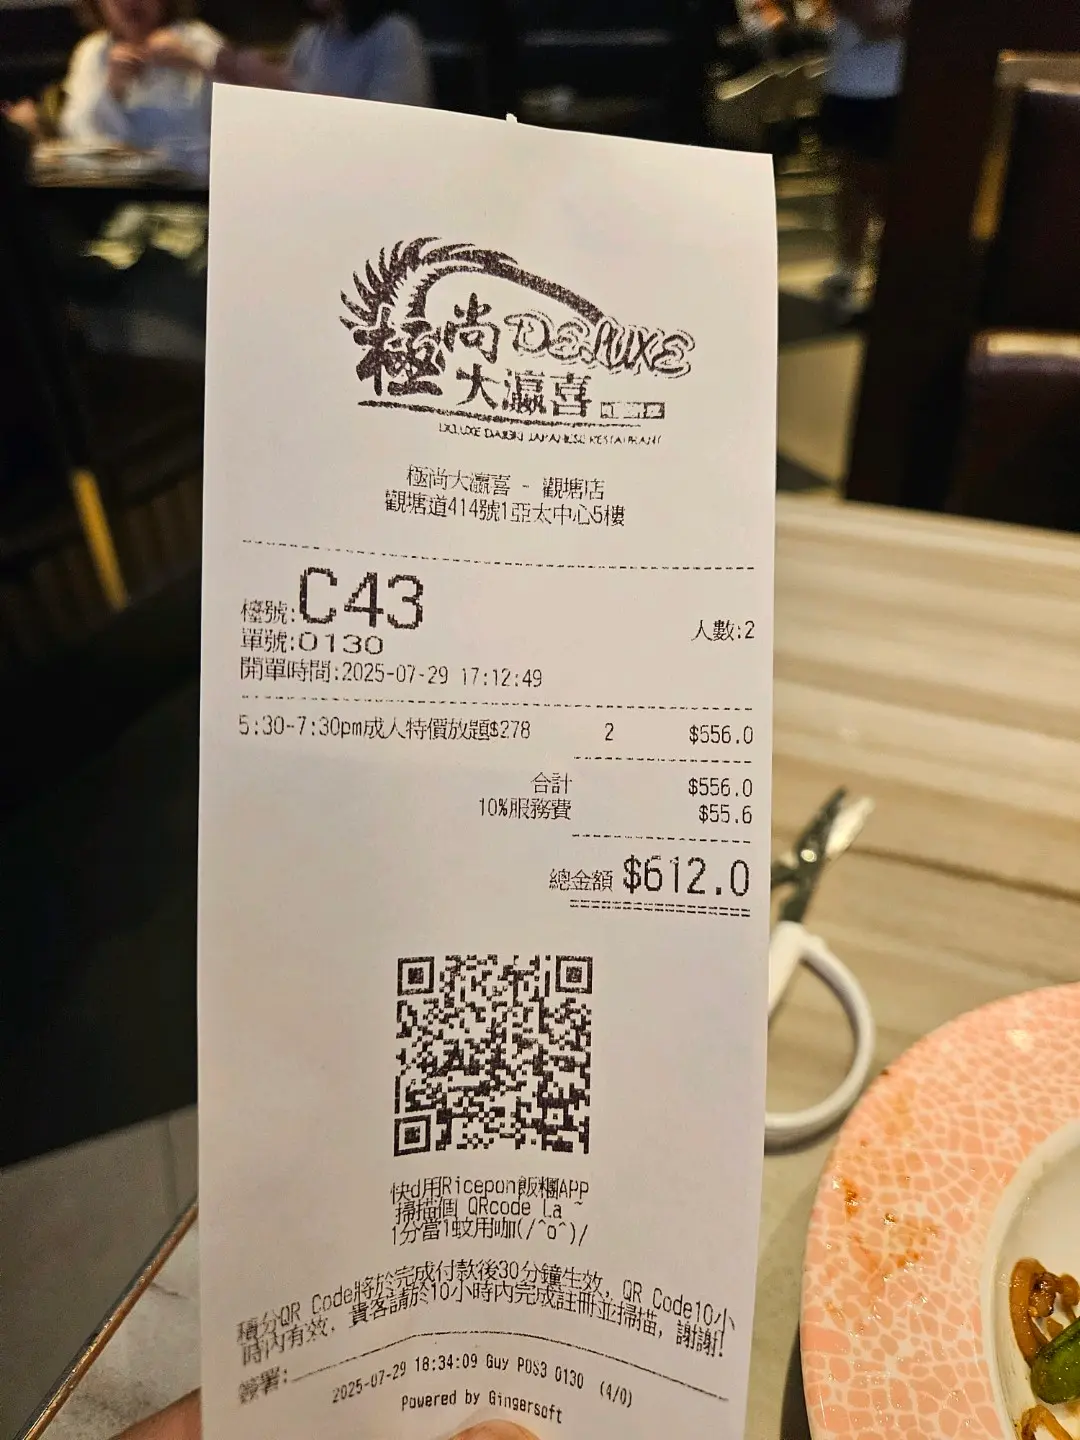 極尚 DELUXE
大瀛喜
DELUXE DAIGKI JAPANESE RESTAURANT
極尚大瀛喜 - 觀塘店
觀塘道414號1亞太中心5樓
檯號:C43 人數:2
單號:0130
開單時間:2025-07-29 17:12:49
5:30-7:30pm成人特價放題$278 2 $556.0
合計 $556.0
10%服務費 $55.6
總金額 $612.0
快d用Ricepon飯糰APP
掃描個 QRcode la ~
1分當1蚊用咖(/^o^)/
積分QR Code將於完成付款後30分鐘生效, QR Code10小
時內有效, 貴客請於10小時內完成註冊並掃描, 謝謝!
簽署:
2025-07-29 18:34:09 Guy POS3 0130 (4/0)
Powered by Gingersoft